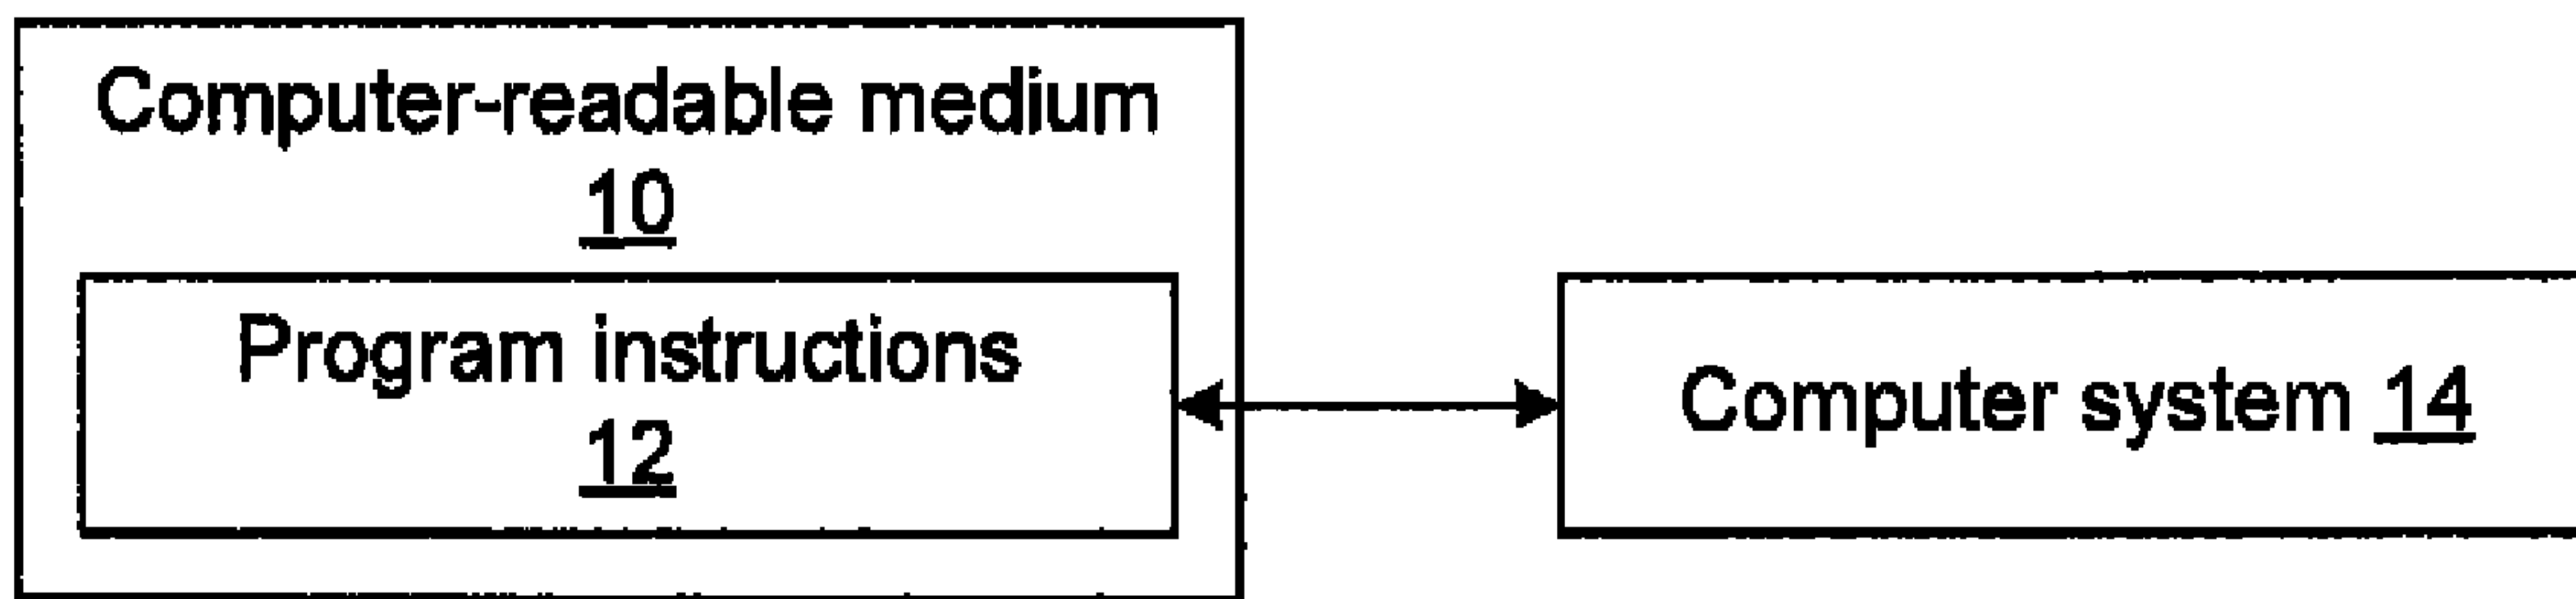 Computer-readable medium
10
Program instructions
12
Computer system 14